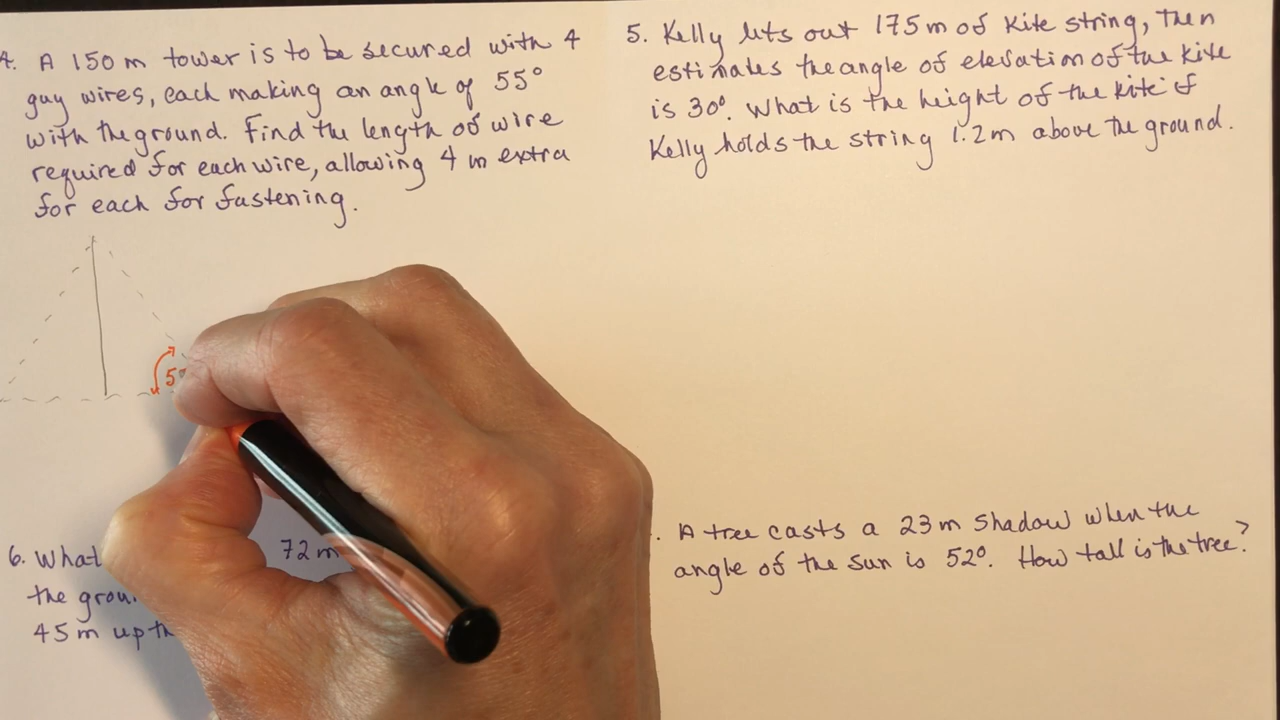 4. A 150 m tower is to be secured with 4
guy wires, each making an angle of 55°
with the ground. Find the length of wire
required for each wire, allowing 4 m extra
for each for fastening.
5
5. Kelly lets out 175 m of kite string, then
estimates the angle of elevation of the kite
is 30°. What is the height of the kite if
Kelly holds the string 1.2 m above the ground.
6. What 72 m
the
45 m up
. A tree casts a 23 m shadow when the
angle of the sun is 52°. How tall is the tree?